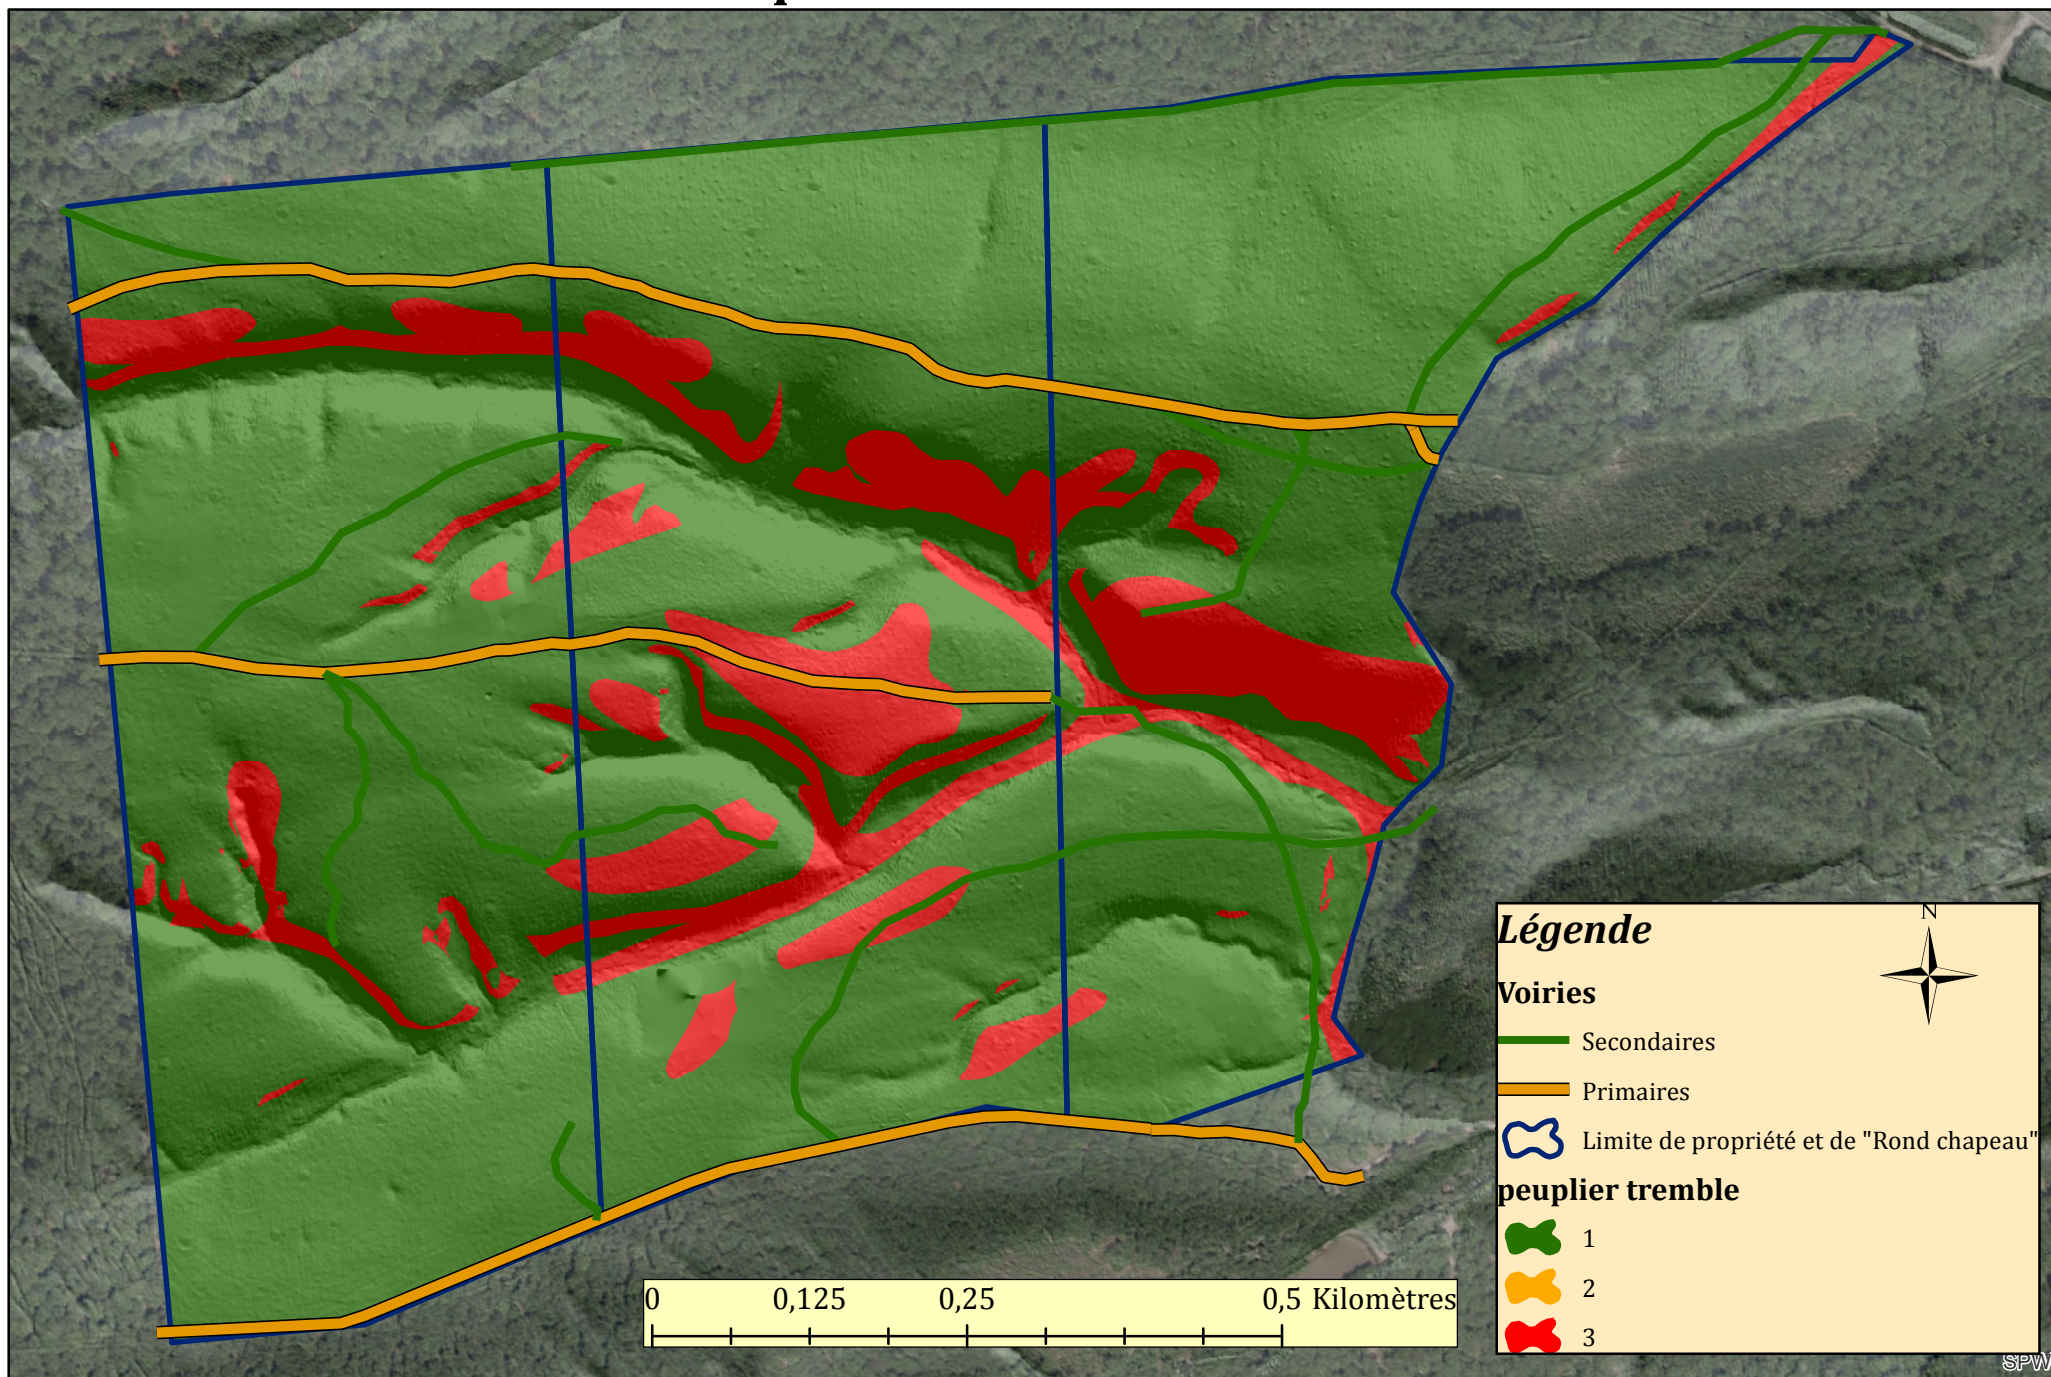 N
Légende
Voiries
Secondaires
Primaires
Limite de propriété et de "Rond chapeau"
peuplier tremble
1
2
3
0 0,125 0,25 0,5 Kilomètres
SPW